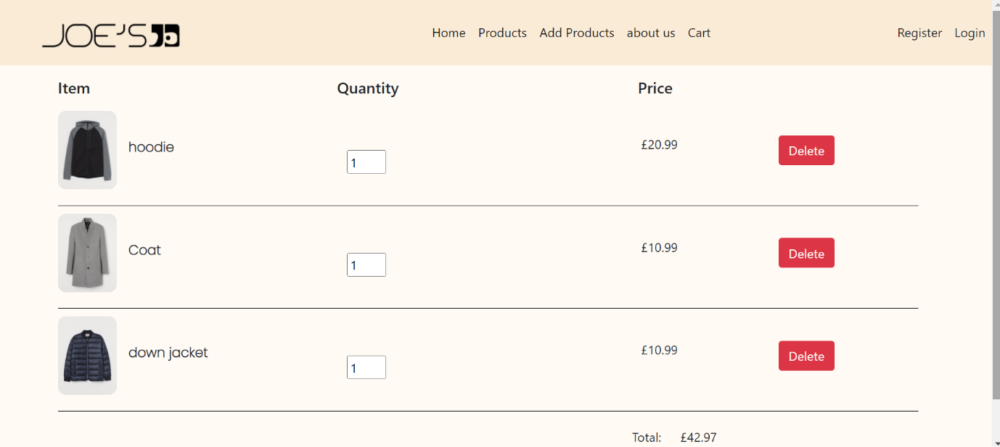 JOE'S JO
Home Products Add Products about us Cart Register Login
Item Quantity Price
hoodie 1 £20.99 Delete
Coat 1 £10.99 Delete
down jacket 1 £10.99 Delete
Total: £42.97